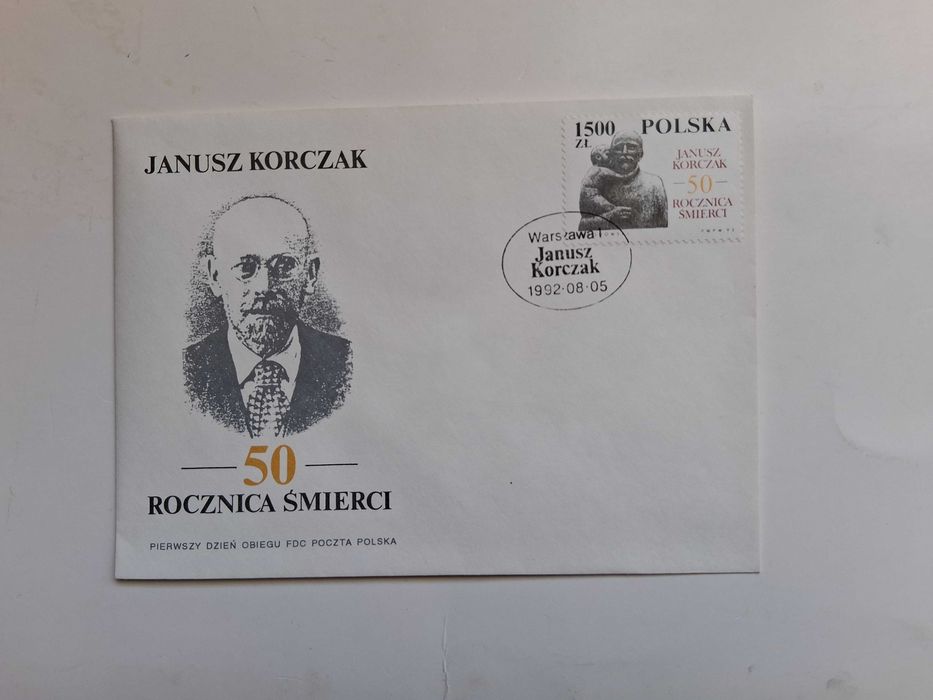 JANUSZ KORCZAK
50
ROCZNICA ŚMIERCI
PIERWSZY DZIEŃ OBIEGU FDC POCZTA POLSKA
1500 POLSKA
ZŁ
JANUSZ
KORCZAK
50
ROCZNICA
ŚMIERCI
Warszawa 1
Janusz
Korczak
1992·08·05